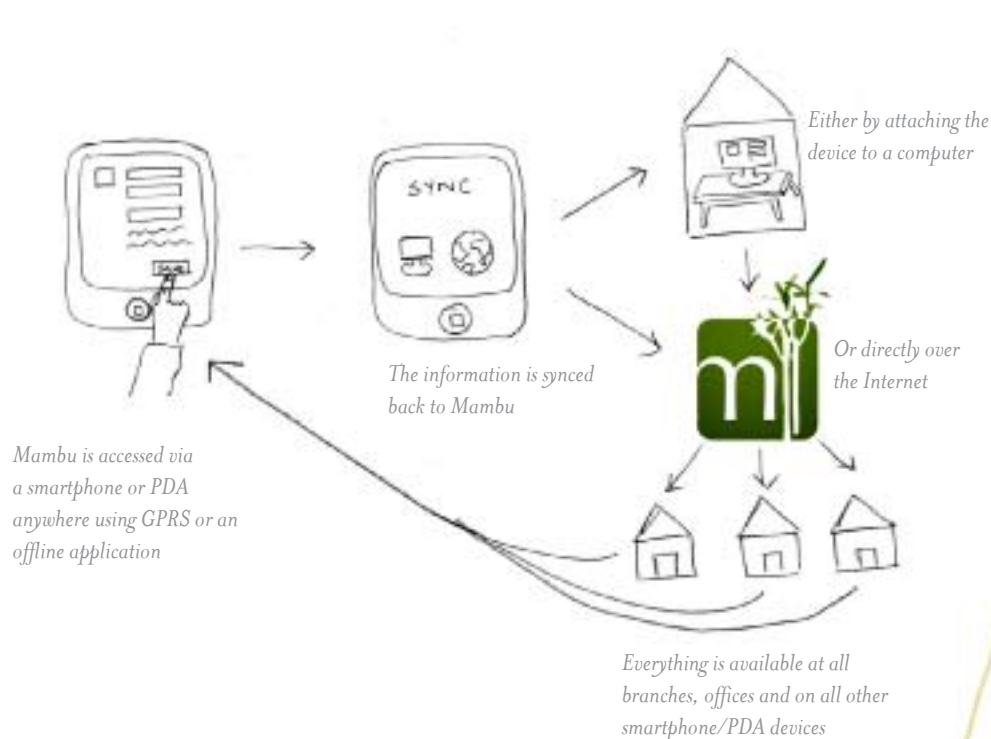 Either by attaching the
device to a computer
SYNC
SAVE
Or directly over
the Internet
m
The information is synced
back to Mambu
Mambu is accessed via
a smartphone or PDA
anywhere using GPRS or an
offline application
Everything is available at all
branches, offices and on all other
smartphone/PDA devices